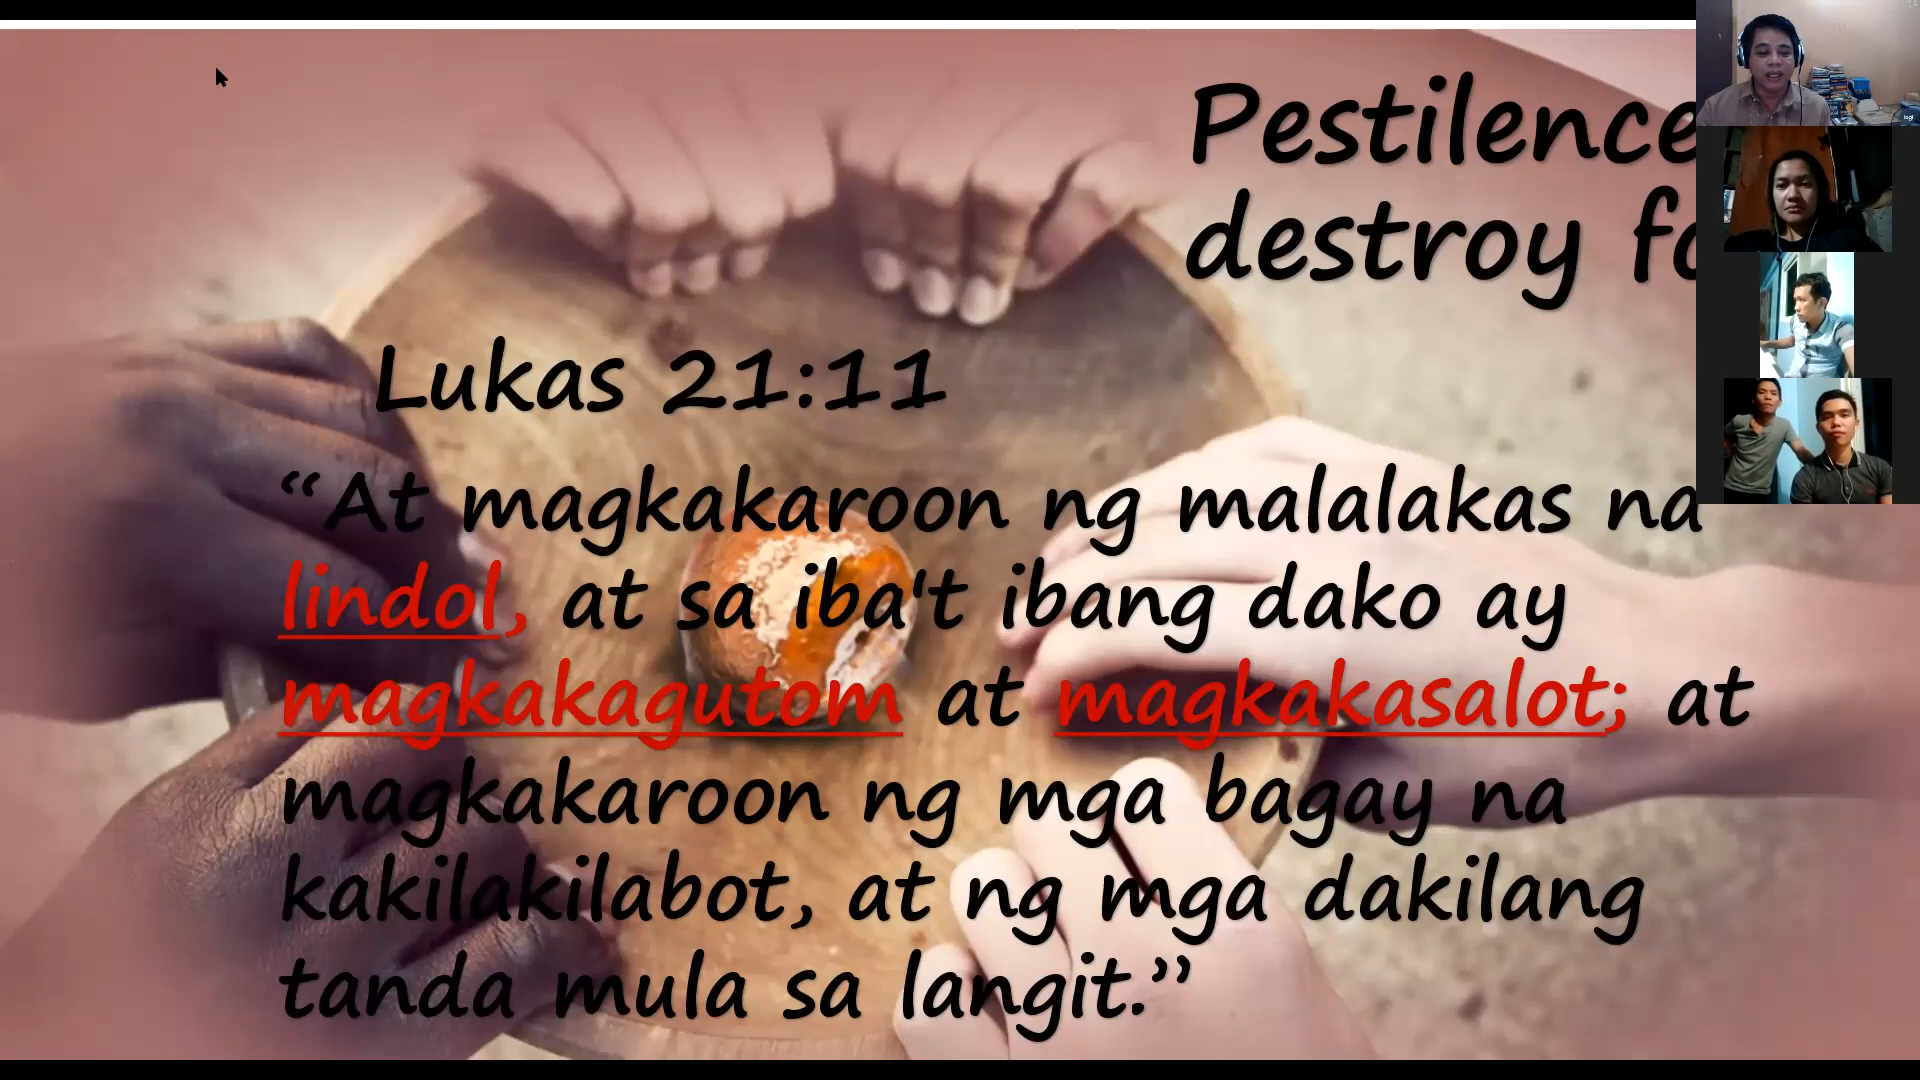 Pestilence
destroy
Lukas 21:11
“At magkakaroon ng malalakas na
lindol, at sa iba't ibang dako ay
magkakagutom at magkakasalot; at
magkakaroon ng mga bagay na
kakilakilabot, at ng mga dakilang
tanda mula sa langit.”